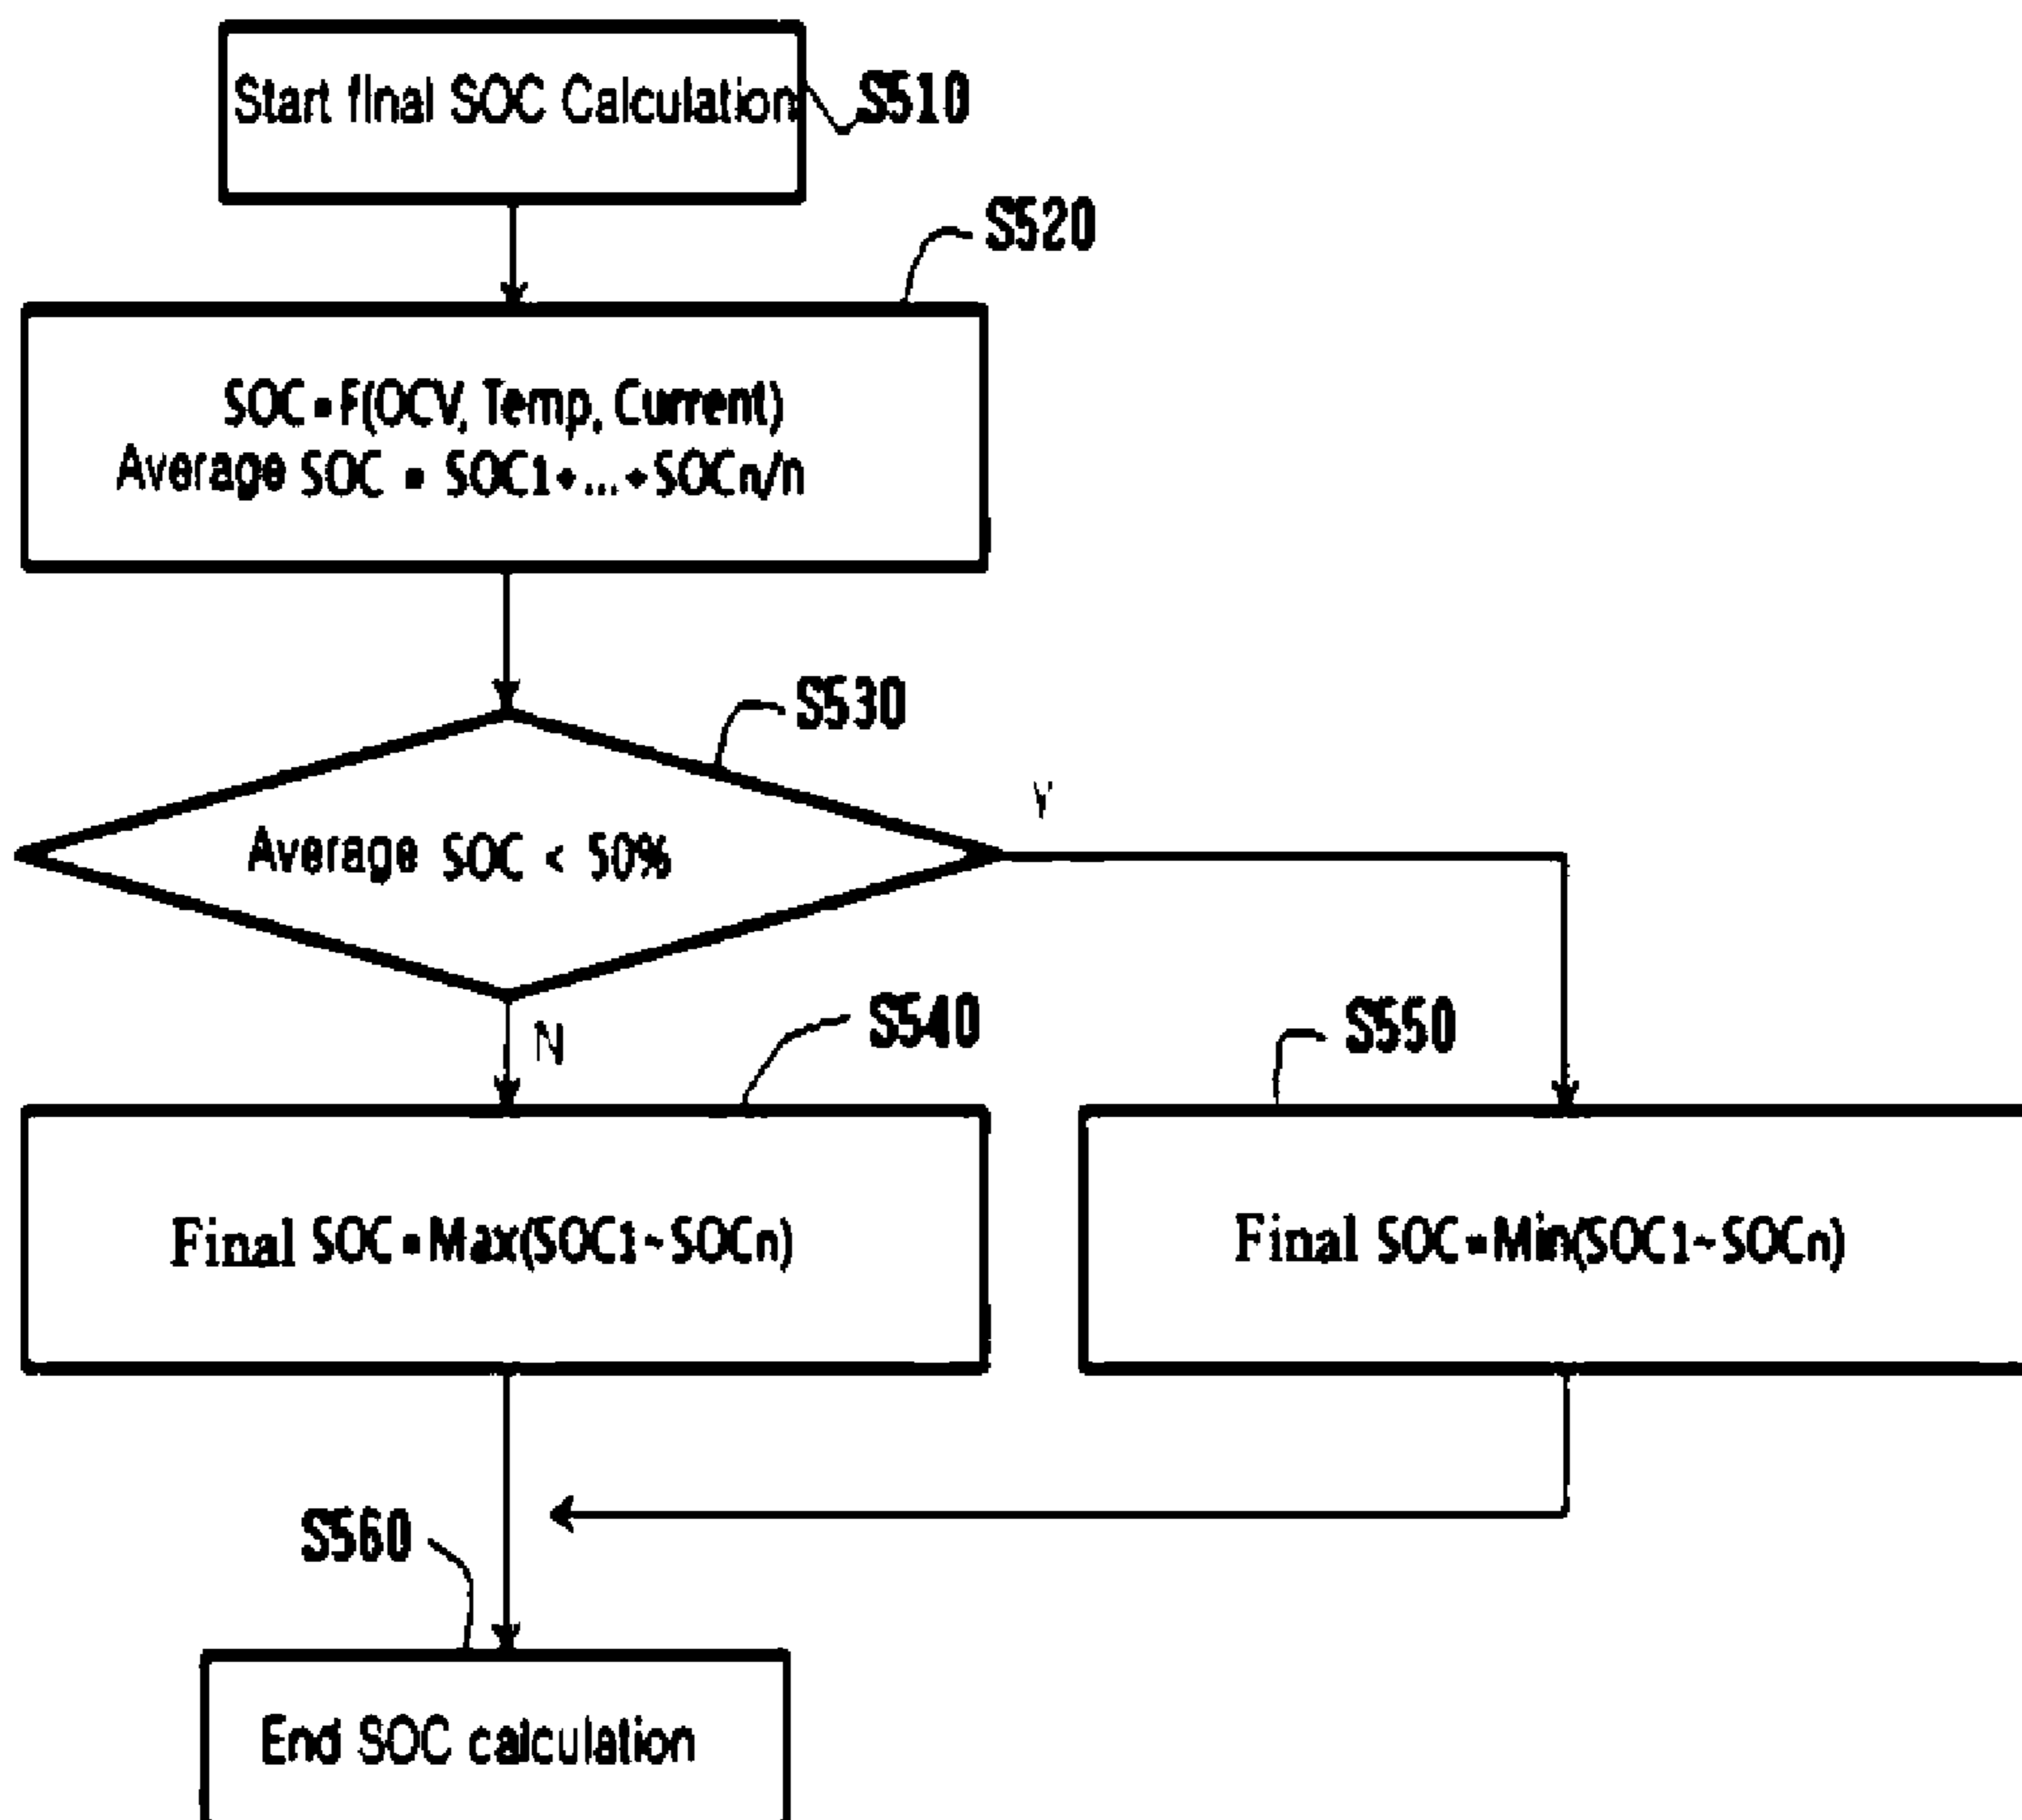 Start final SOC Calculation
S510
S520
SOC=F(OCV, Temp, Current)
Average SOC = SOC1+...+SOCn/n
S530
Y
Average SOC < 50%
N
S540
S550
Final SOC=Max(SOC1~SOCn)
Final SOC=Min(SOC1~SOCn)
S560
End SOC calculation